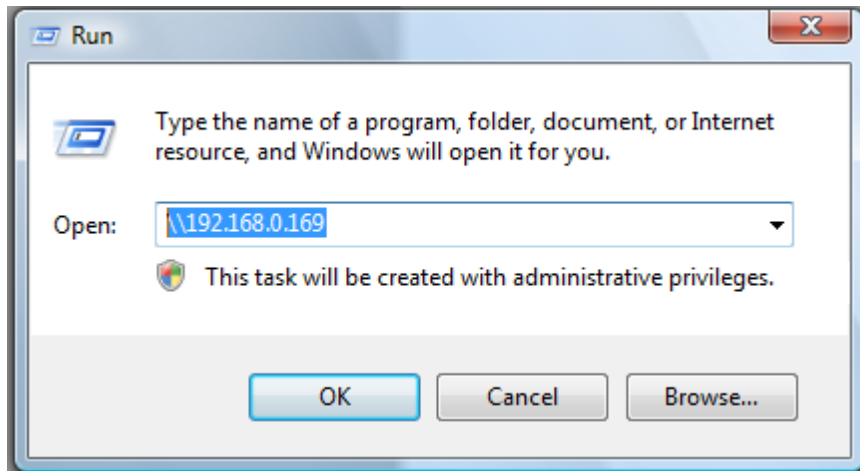 Run
Type the name of a program, folder, document, or Internet
resource, and Windows will open it for you.
Open: \\192.168.0.169
This task will be created with administrative privileges.
OK Cancel Browse...